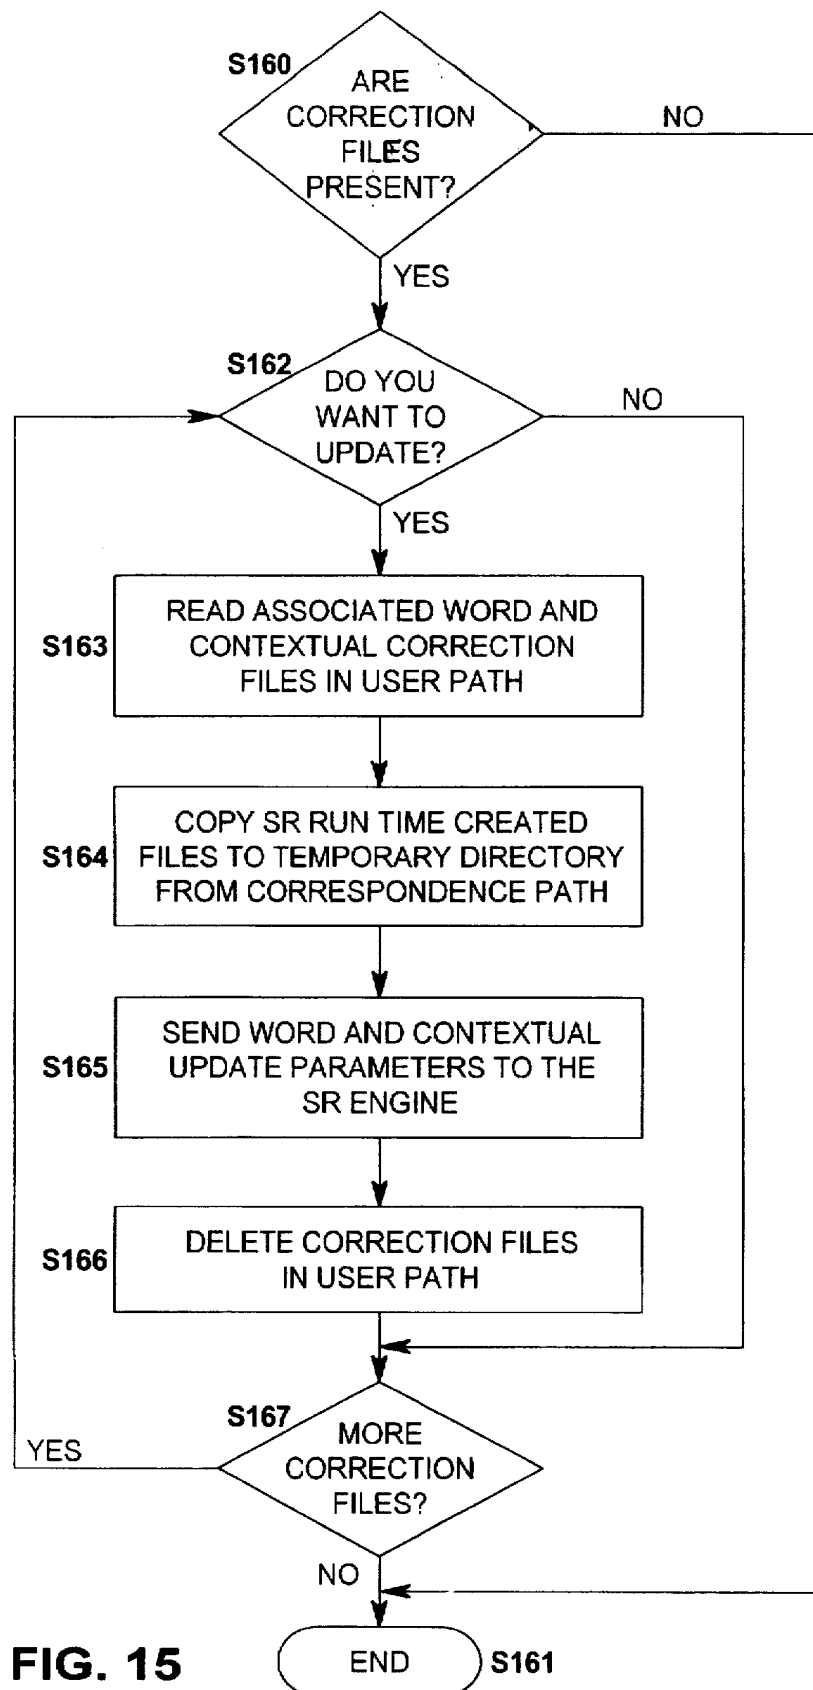 S160
ARE
CORRECTION
FILES
PRESENT?
NO
YES
S162
DO YOU
WANT TO
UPDATE?
NO
YES
S163
READ ASSOCIATED WORD AND
CONTEXTUAL CORRECTION
FILES IN USER PATH
S164
COPY SR RUN TIME CREATED
FILES TO TEMPORARY DIRECTORY
FROM CORRESPONDENCE PATH
S165
SEND WORD AND CONTEXTUAL
UPDATE PARAMETERS TO THE
SR ENGINE
S166
DELETE CORRECTION FILES
IN USER PATH
S167
MORE
CORRECTION
FILES?
YES
NO
END
S161
FIG. 15